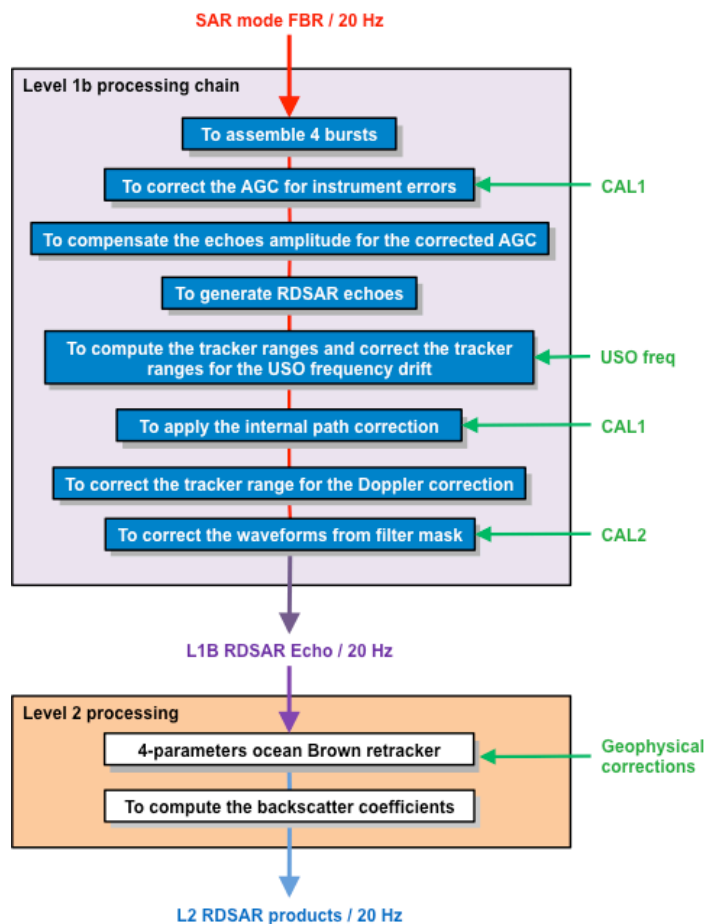 SAR mode FBR / 20 Hz
Level 1b processing chain
To assemble 4 bursts
To correct the AGC for instrument errors
CAL1
To compensate the echoes amplitude for the corrected AGC
To generate RDSAR echoes
To compute the tracker ranges and correct the tracker
ranges for the USO frequency drift
USO freq
To apply the internal path correction
CAL1
To correct the tracker range for the Doppler correction
To correct the waveforms from filter mask
CAL2
L1B RDSAR Echo / 20 Hz
Level 2 processing
4-parameters ocean Brown retracker
Geophysical
corrections
To compute the backscatter coefficients
L2 RDSAR products / 20 Hz